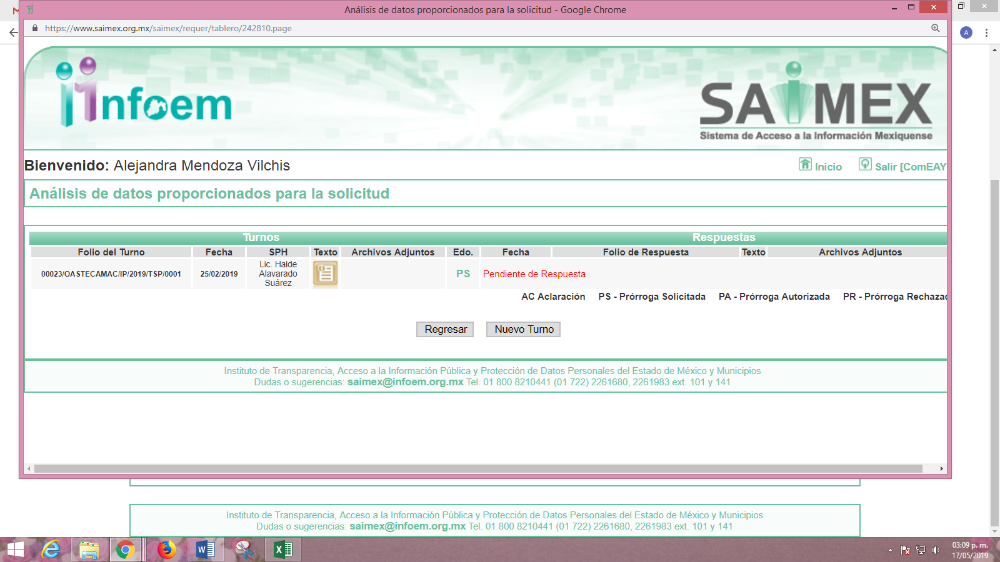 Análisis de datos proporcionados para la solicitud - Google Chrome
https://www.saimex.org.mx/saimex/requer/tablero/242810.page
A
infoem
SAIMEX
Sistema de Acceso a la Información Mexiquense
Bienvenido: Alejandra Mendoza Vilchis
Inicio
Salir [ComEAY
Análisis de datos proporcionados para la solicitud
Turnos
Respuestas
Folio del Turno Fecha SPH Texto Archivos Adjuntos Edo. Fecha Folio de Respuesta Texto Archivos Adjuntos
00023/OASTECAMAC/IP/2019/TSP/0001 25/02/2019 Lic. Haide Alavarado Suárez PS Pendiente de Respuesta
AC Aclaración PS - Prórroga Solicitada PA - Prórroga Autorizada PR - Prórroga Rechazad
Regresar Nuevo Turno
Instituto de Transparencia, Acceso a la Información Pública y Protección de Datos Personales del Estado de México y Municipios
Dudas o sugerencias: saimex@infoem.org.mx Tel. 01 800 8210441 (01 722) 2261680, 2261983 ext. 101 y 141
Instituto de Transparencia, Acceso a la Información Pública y Protección de Datos Personales del Estado de México y Municipios
Dudas o sugerencias: saimex@infoem.org.mx Tel. 01 800 8210441 (01 722) 2261680, 2261983 ext. 101 y 141
03:09 p. m.
17/05/2019